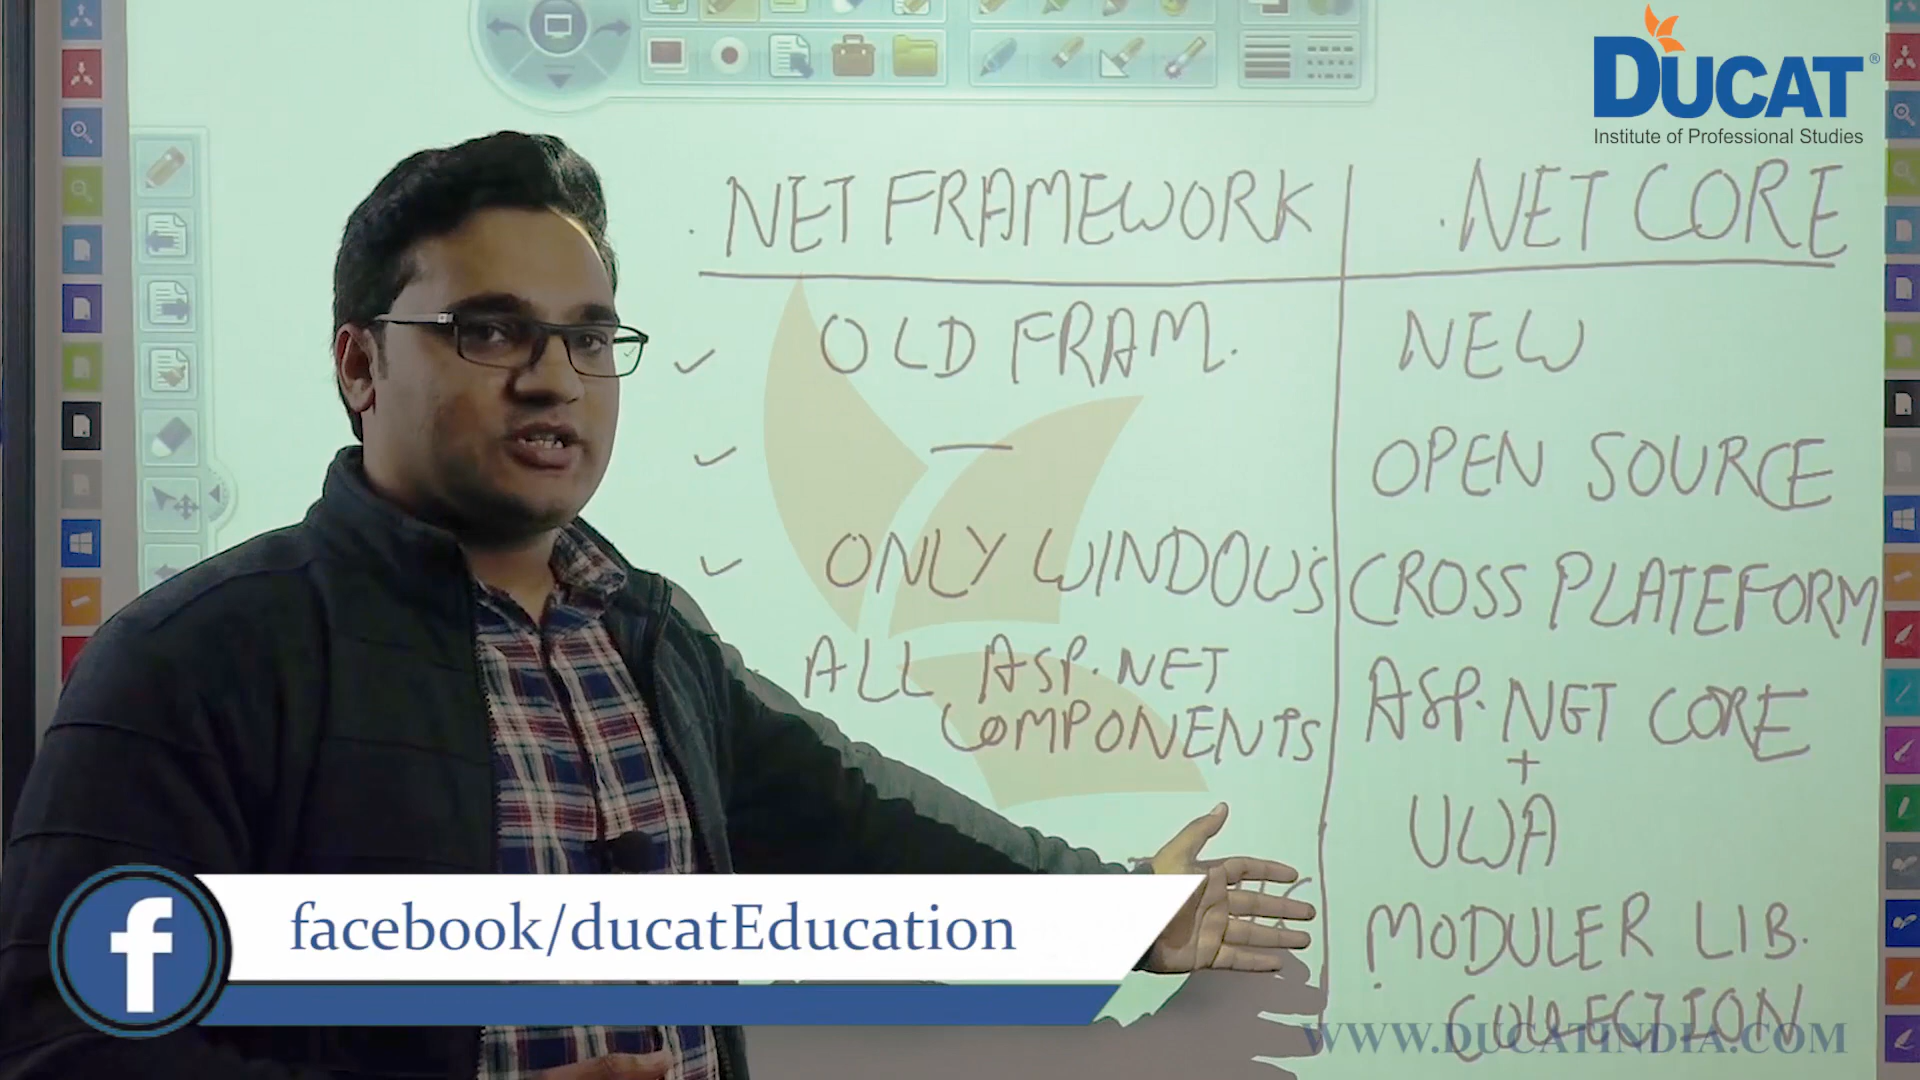 DUCAT®
Institute of Professional Studies
.NET FRAMEWORK .NET CORE
OLD FRAM. NEW
— OPEN SOURCE
ONLY WINDOWS CROSS PLATEFORM
ALL ASP.NET COMPONENTS ASP.NET CORE
+
UWA
MODULER LIB.
COLLECTION
facebook/ducatEducation
WWW.DUCATINDIA.COM